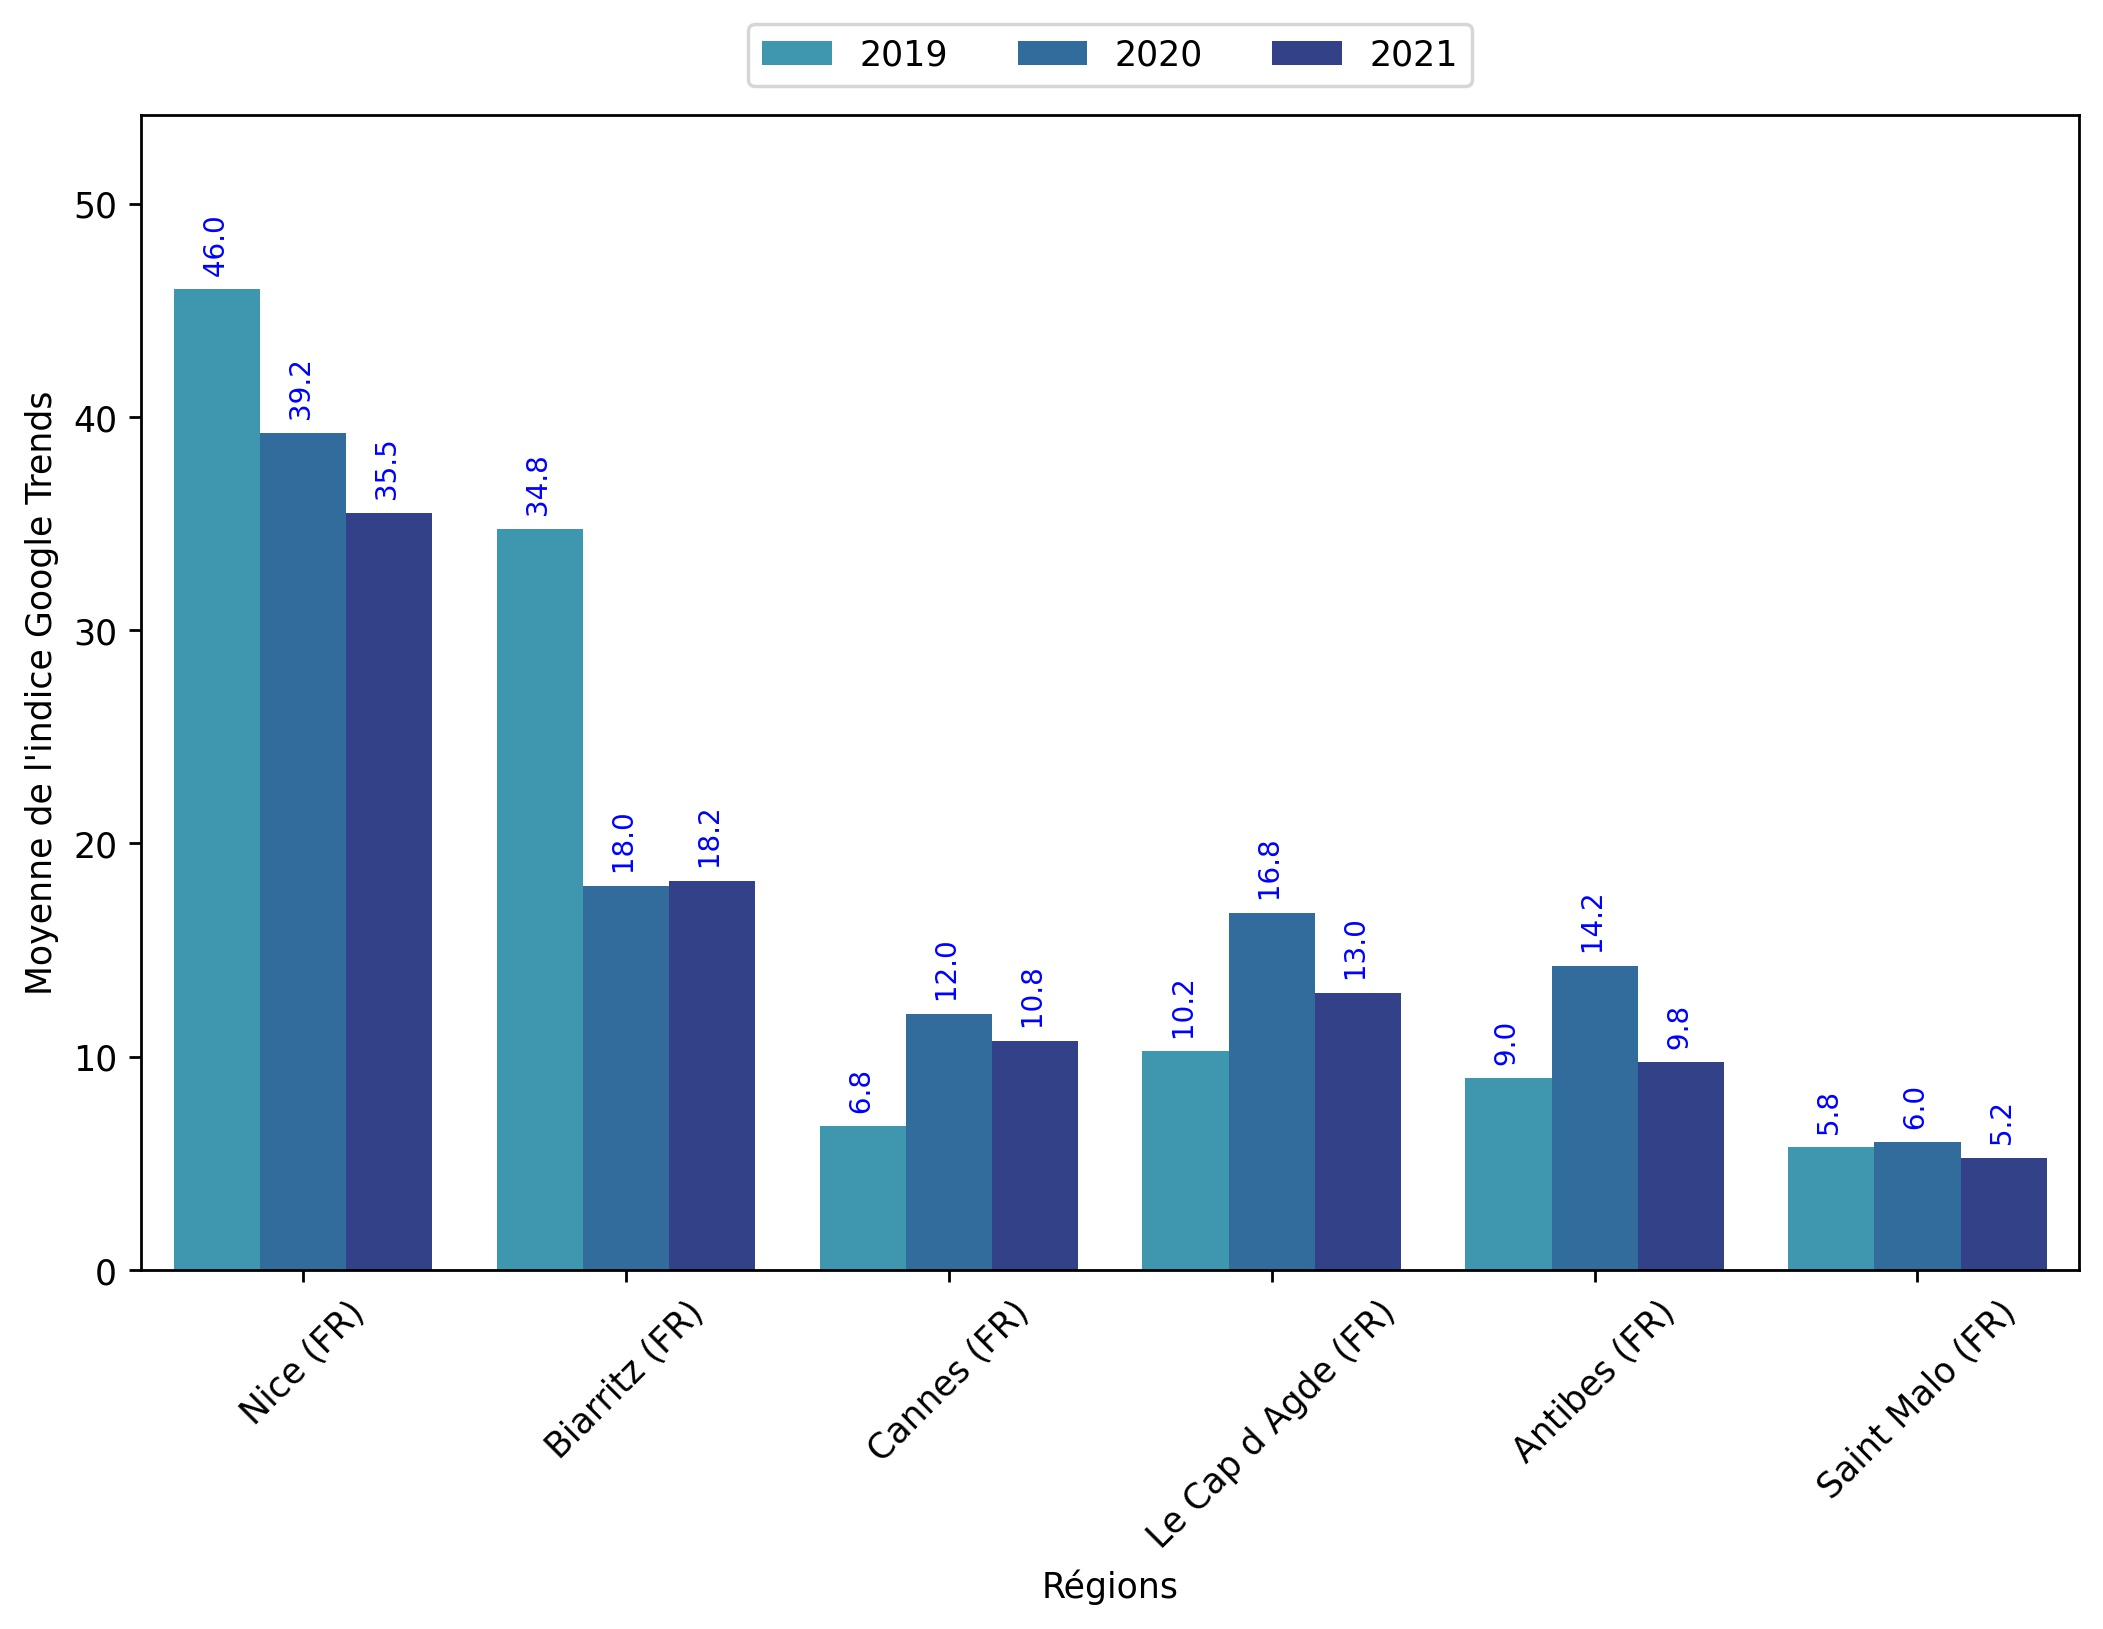 2019 2020 2021
Moyenne de l'indice Google Trends
50
40
30
20
10
0
46.0
39.2
35.5
34.8
18.0
18.2
6.8
12.0
10.8
10.2
16.8
13.0
9.0
14.2
9.8
5.8
6.0
5.2
Nice (FR)
Biarritz (FR)
Cannes (FR)
Le Cap d Agde (FR)
Antibes (FR)
Saint Malo (FR)
Régions